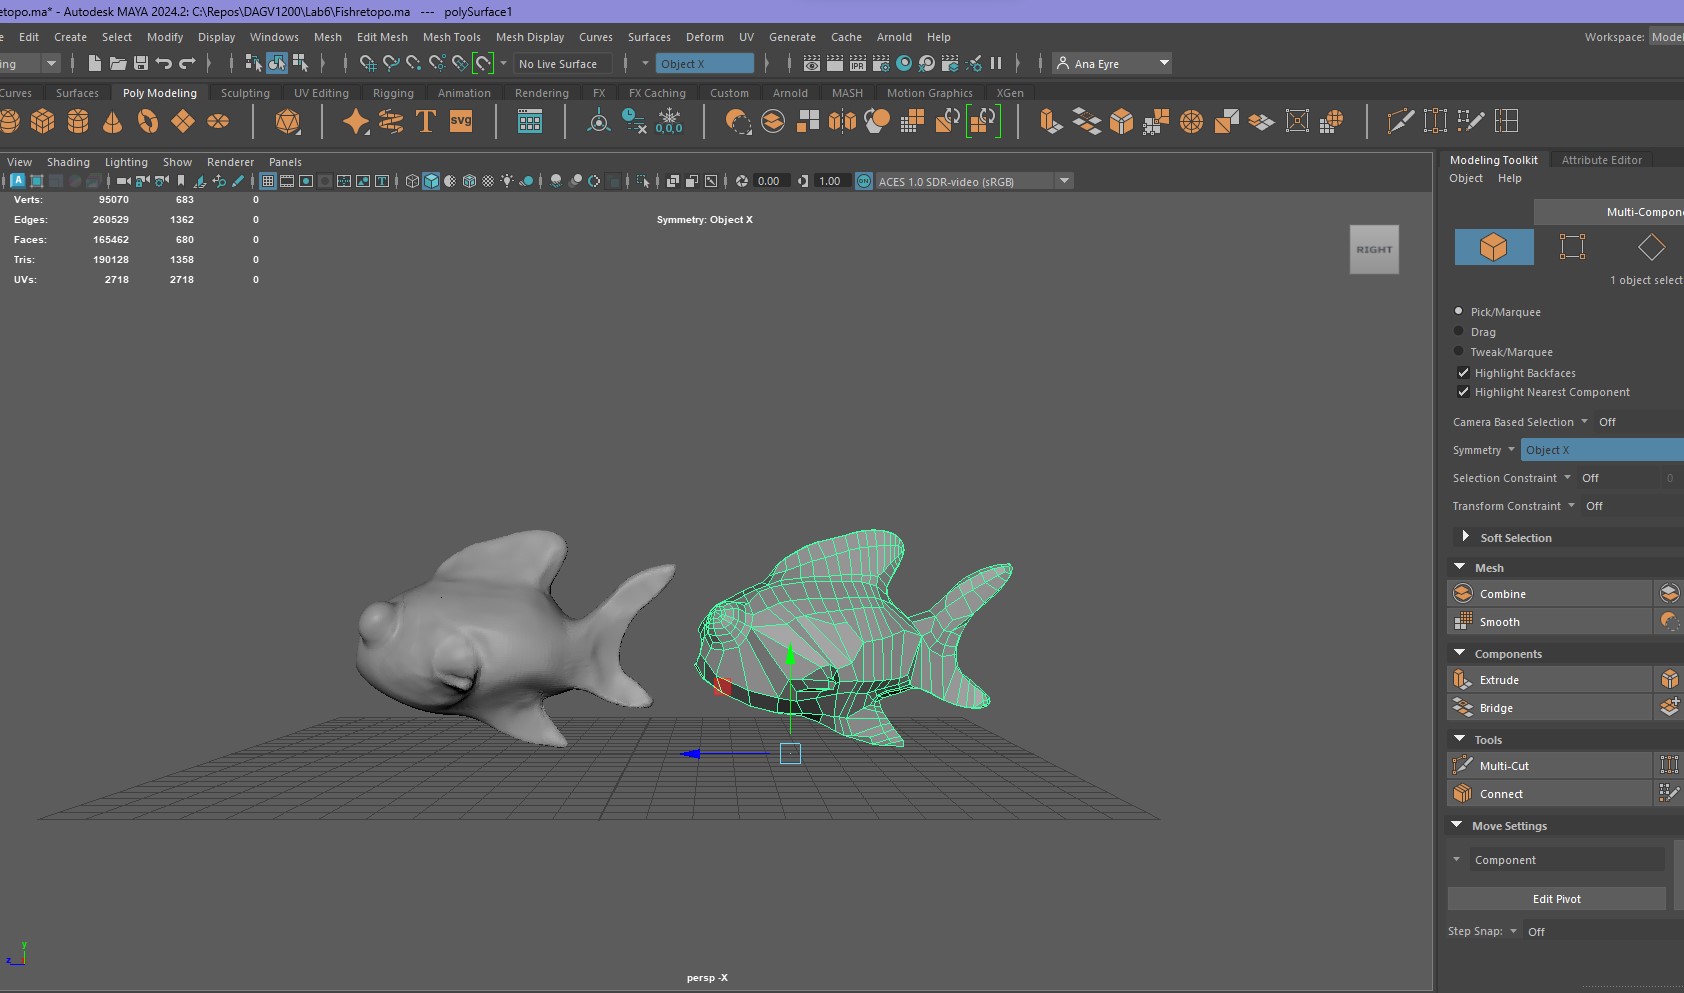 etopo.ma* - Autodesk MAYA 2024.2: C:\Repos\DAGV1200\Lab6\Fishretopo.ma --- polySurface1
Edit Create Select Modify Display Windows Mesh Edit Mesh Mesh Tools Mesh Display Curves Surfaces Deform UV Generate Cache Arnold Help
Workspace:
ing No Live Surface Object X IPR Ana Eyre
Curves Surfaces Poly Modeling Sculpting UV Editing Rigging Animation Rendering FX FX Caching Custom Arnold MASH Motion Graphics XGen
T svg 0,0,0
View Shading Lighting Show Renderer Panels
0.00 1.00 ON ACES 1.0 SDR-video (sRGB)
Verts: 95070 683 0
Edges: 260529 1362 0
Faces: 165462 680 0
Tris: 190128 1358 0
UVs: 2718 2718 0
Symmetry: Object X
RIGHT
persp -X
y
z
Modeling Toolkit Attribute Editor
Object Help
Multi-Compone
1 object select
Pick/Marquee
Drag
Tweak/Marquee
Highlight Backfaces
Highlight Nearest Component
Camera Based Selection Off
Symmetry Object X
Selection Constraint Off 0
Transform Constraint Off
Soft Selection
Mesh
Combine
Smooth
Components
Extrude
Bridge
Tools
Multi-Cut
Connect
Move Settings
Component
Edit Pivot
Step Snap: Off